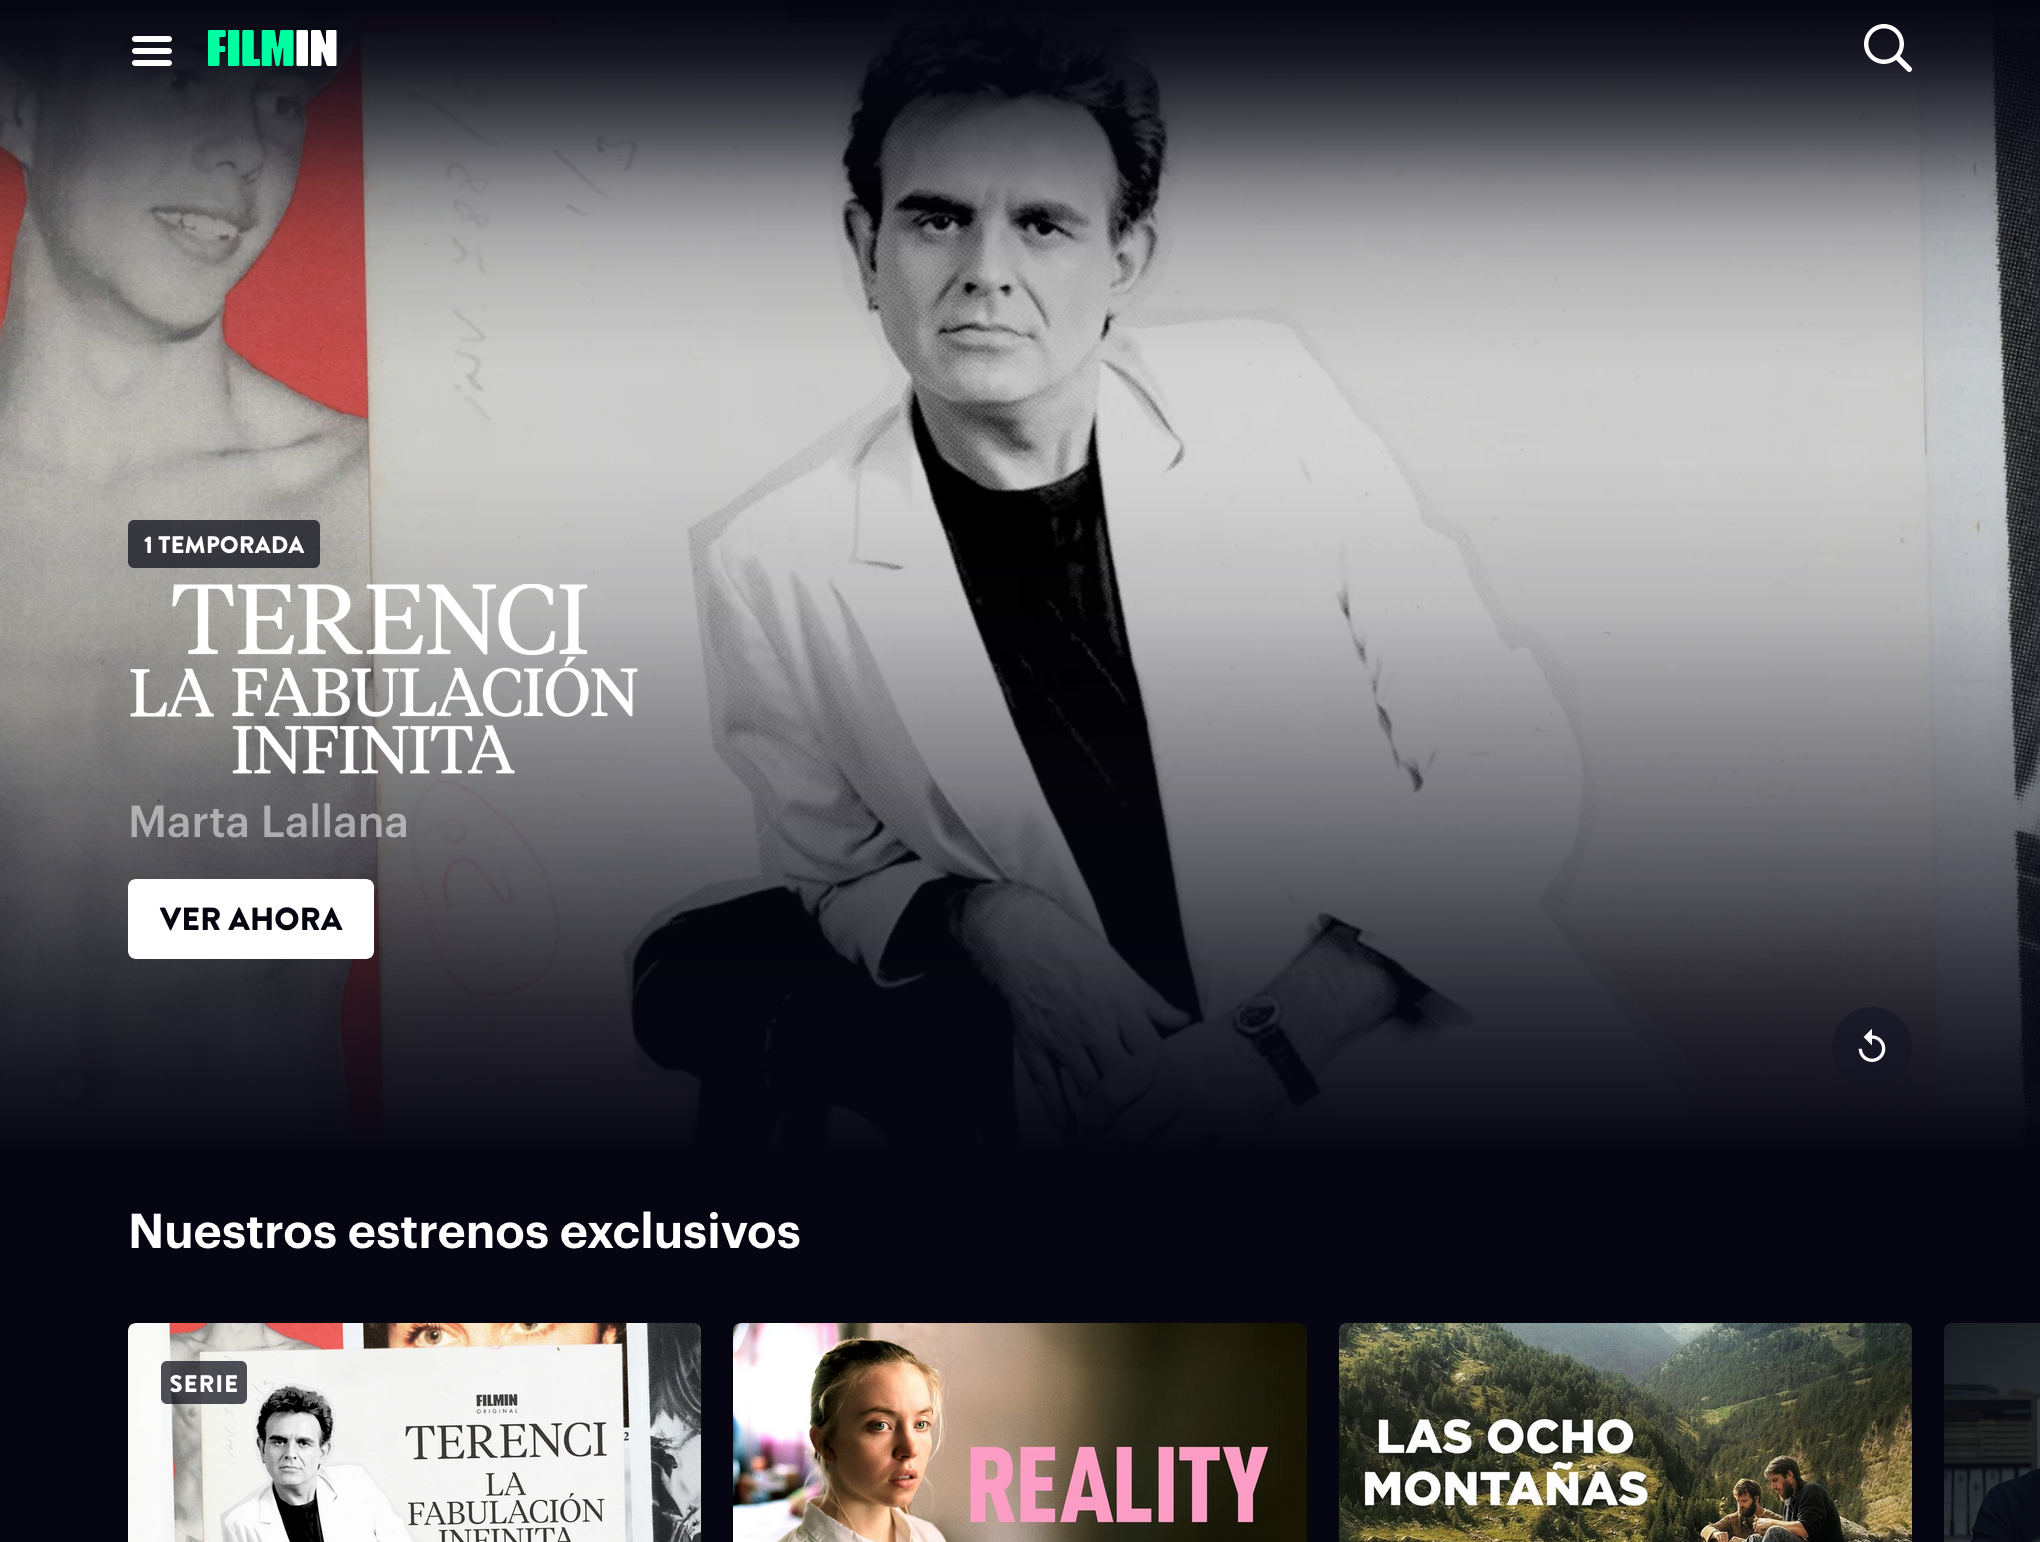 FILMIN
1 TEMPORADA
TERENCI
LA FABULACIÓN
INFINITA
Marta Lallana
VER AHORA
Nuestros estrenos exclusivos
SERIE
FILMIN
ORIGINAL
TERENCI
LA
FABULACIÓN
INFINITA
REALITY
LAS OCHO
MONTAÑAS